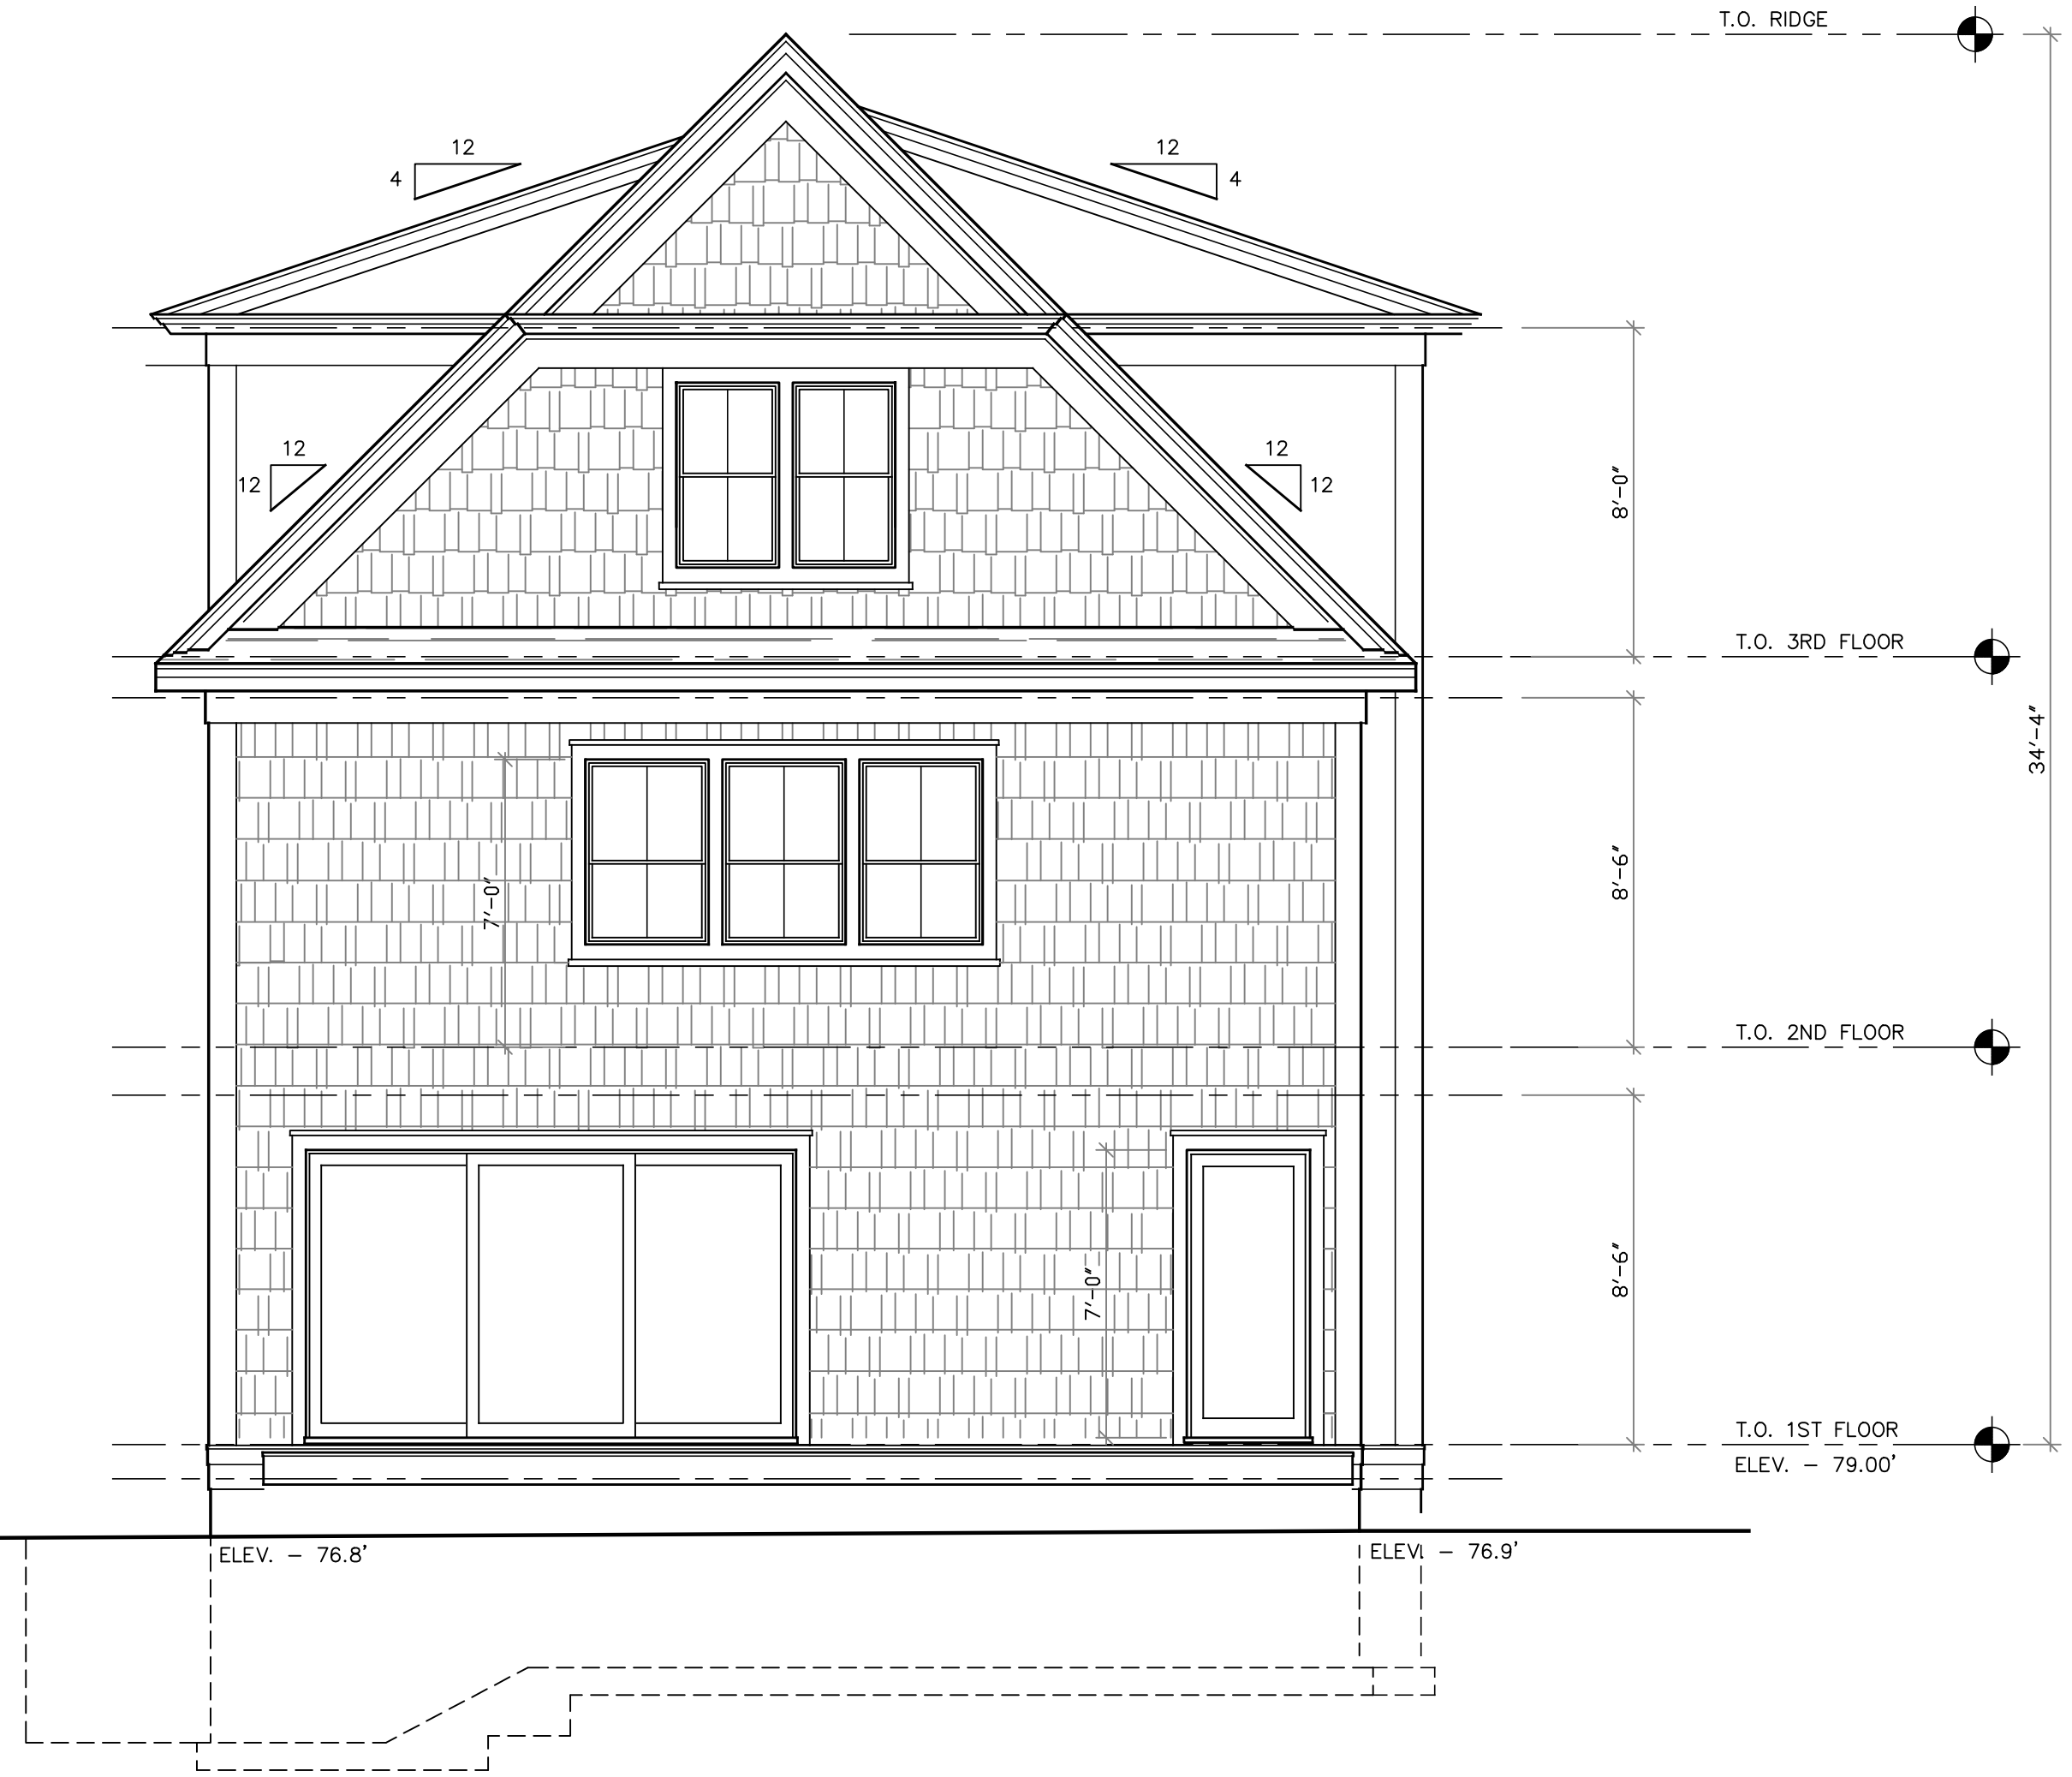 T.O. RIDGE
12
4
12
4
12
12
12
12
8'-0"
T.O. 3RD FLOOR
34'-4"
7'-0"
8'-6"
T.O. 2ND FLOOR
7'-0"
8'-6"
T.O. 1ST FLOOR
ELEV. - 79.00'
ELEV. - 76.8'
ELEV. - 76.9'